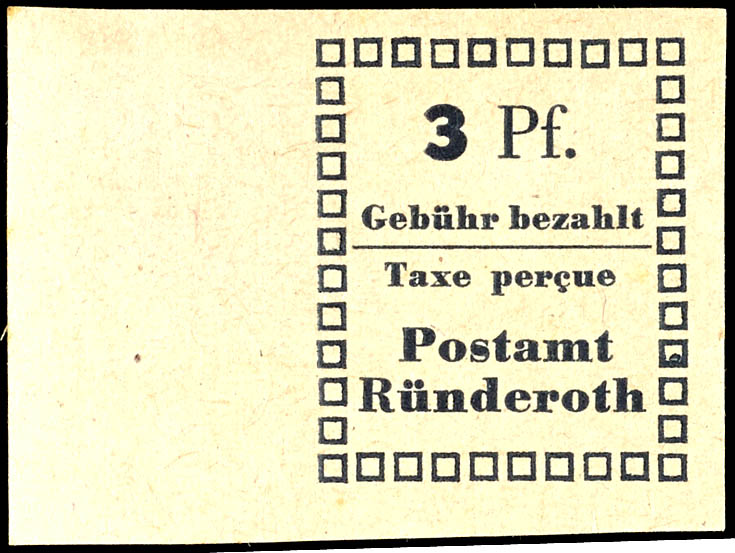 3 Pf.
Gebühr bezahlt
Taxe perçue
Postamt
Ründeroth